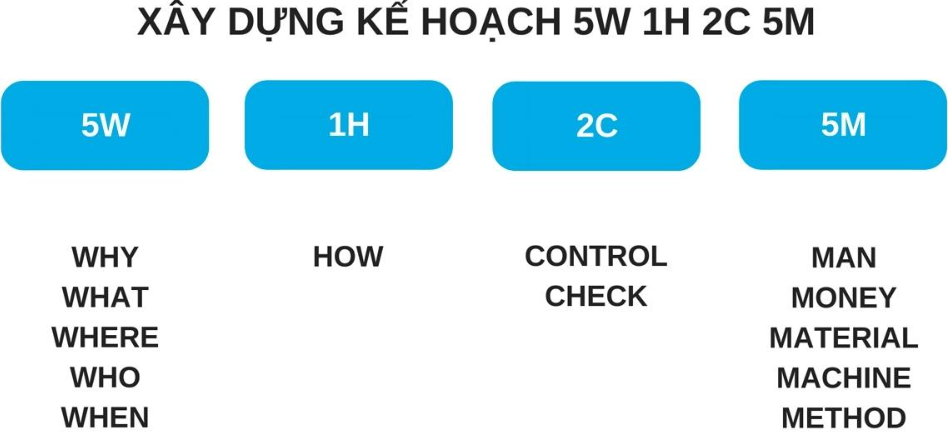 XÂY DỰNG KẾ HOẠCH 5W 1H 2C 5M
5W
1H
2C
5M
WHY
WHAT
WHERE
WHO
WHEN
HOW
CONTROL
CHECK
MAN
MONEY
MATERIAL
MACHINE
METHOD